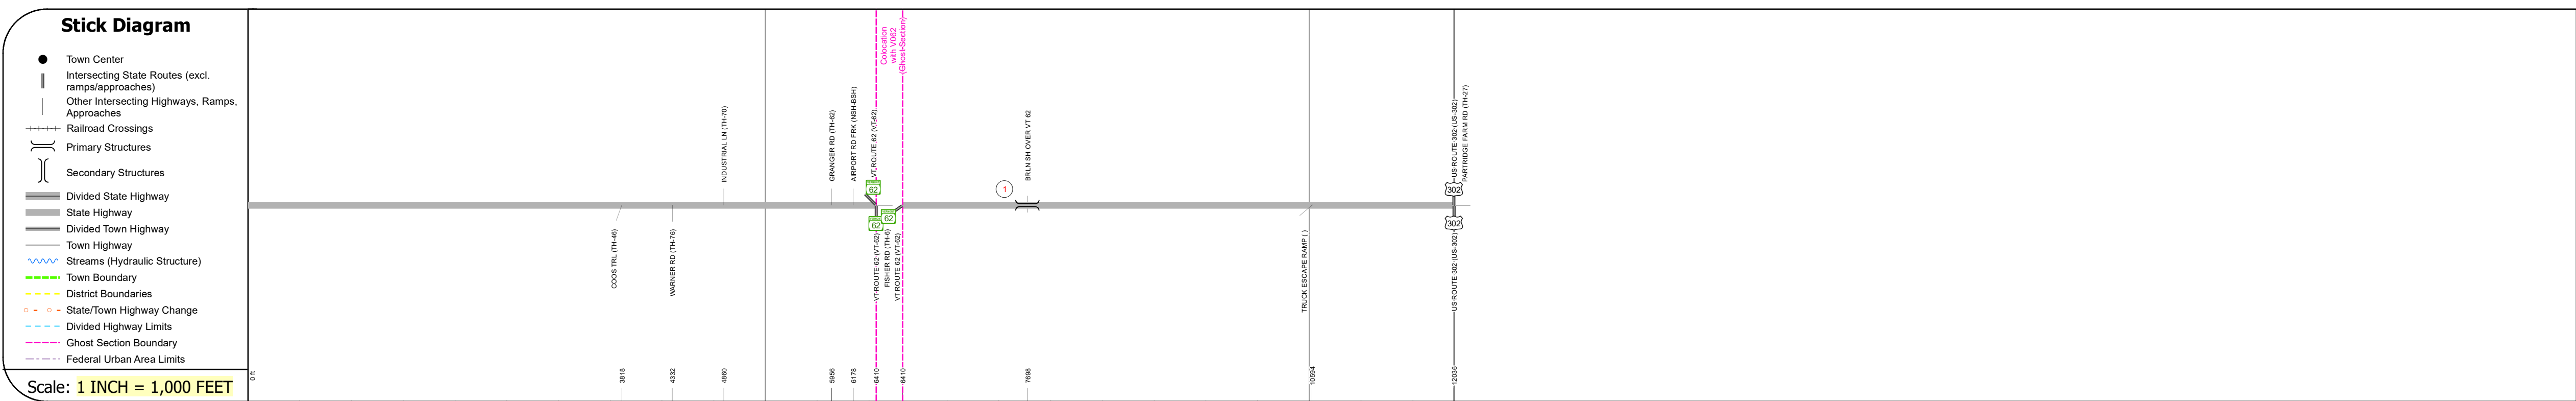 Stick Diagram
Town Center
Intersecting State Routes (excl.
ramps/approaches)
Other Intersecting Highways, Ramps,
Approaches
Railroad Crossings
Primary Structures
Secondary Structures
Divided State Highway
State Highway
Divided Town Highway
Town Highway
Streams (Hydraulic Structure)
Town Boundary
District Boundaries
State/Town Highway Change
Divided Highway Limits
Ghost Section Boundary
Federal Urban Area Limits
Scale: 1 INCH = 1,000 FEET
Colocation
with V062
(Ghost Section)
INDUSTRIAL LN (TH-70)
GRANGER RD (TH-62)
AIRPORT RD FRK (NSH-BSH)
VT ROUTE 62 (VT-62)
BRLN SH OVER VT 62
US ROUTE 302 (US-302)
PARTRIDGE FARM RD (TH-27)
62
62
62
1
302
302
COOS TRL (TH-46)
WARNER RD (TH-76)
VT ROUTE 62 (VT-62)
FISHER RD (TH-6)
VT ROUTE 62 (VT-62)
TRUCK ESCAPE RAMP ( )
US ROUTE 302 (US-302)
0 ft
3818
4332
4860
5956
6178
6410
6410
7698
10594
12036